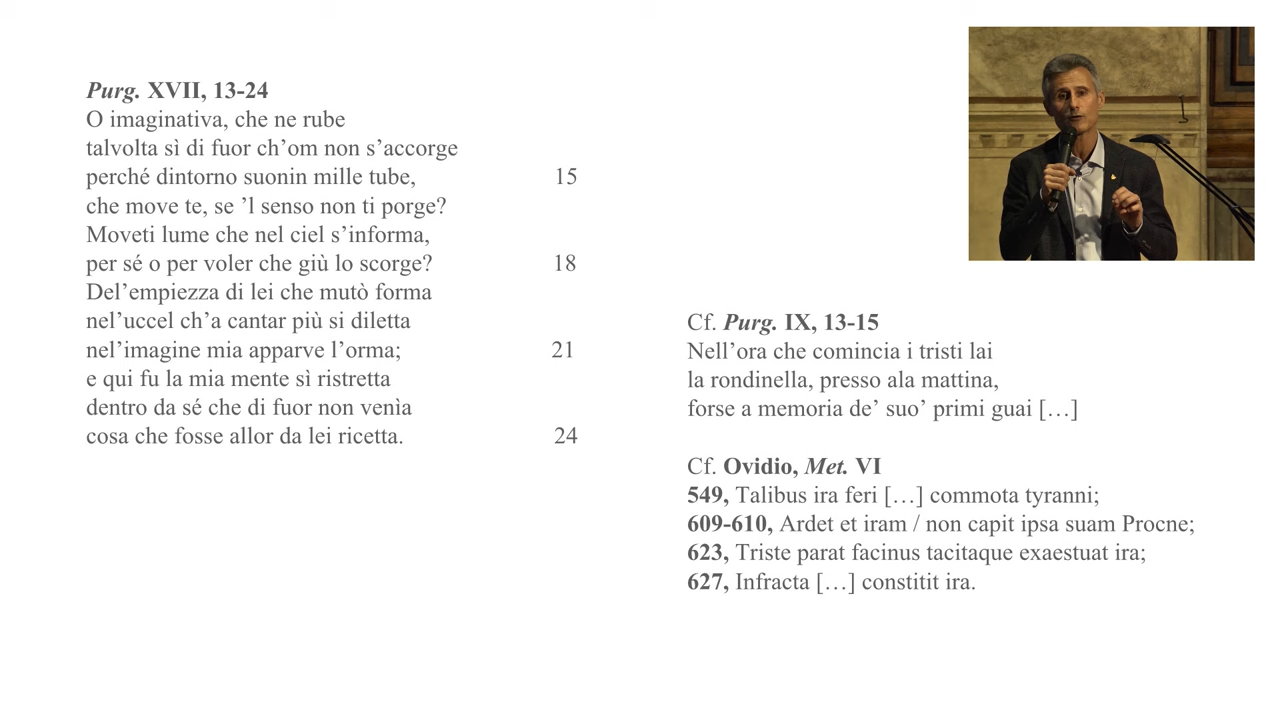 Purg. XVII, 13-24
O imaginativa, che ne rube
talvolta sì di fuor ch’om non s’accorge
perché dintorno suonin mille tube, 15
che move te, se ’l senso non ti porge?
Moveti lume che nel ciel s’informa,
per sé o per voler che giù lo scorge? 18
Del’empiezza di lei che mutò forma
nel’uccel ch’a cantar più si diletta
nel’imagine mia apparve l’orma; 21
e qui fu la mia mente sì ristretta
dentro da sé che di fuor non venìa
cosa che fosse allor da lei ricetta. 24
Cf. Purg. IX, 13-15
Nell’ora che comincia i tristi lai
la rondinella, presso ala mattina,
forse a memoria de’ suo’ primi guai […]
Cf. Ovidio, Met. VI
549, Talibus ira feri […] commota tyranni;
609-610, Ardet et iram / non capit ipsa suam Procne;
623, Triste parat facinus tacitaque exaestuat ira;
627, Infracta […] constitit ira.